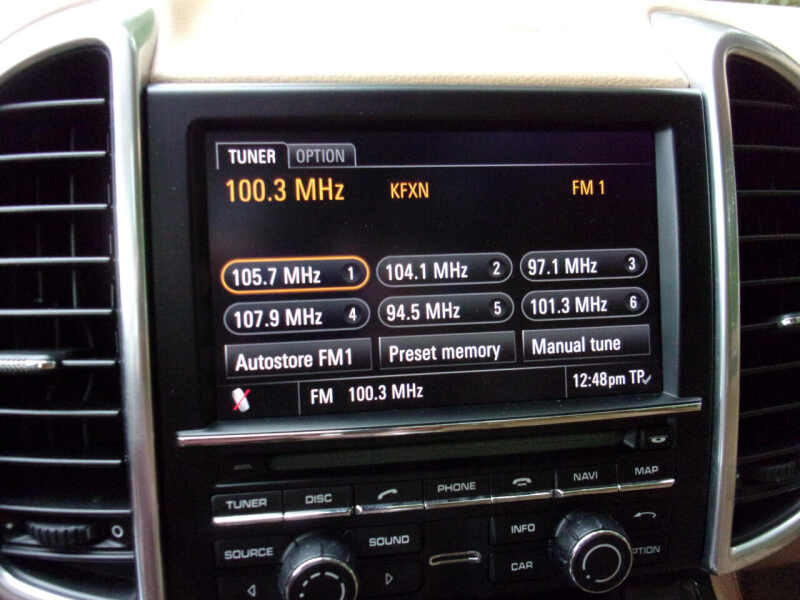 TUNER OPTION
100.3 MHz KFXN FM 1
105.7 MHz 1 104.1 MHz 2 97.1 MHz 3
107.9 MHz 4 94.5 MHz 5 101.3 MHz 6
Autostore FM1 Preset memory Manual tune
FM 100.3 MHz 12:48pm TP
TUNER DISC PHONE NAVI MAP
SOURCE SOUND INFO
CAR
0